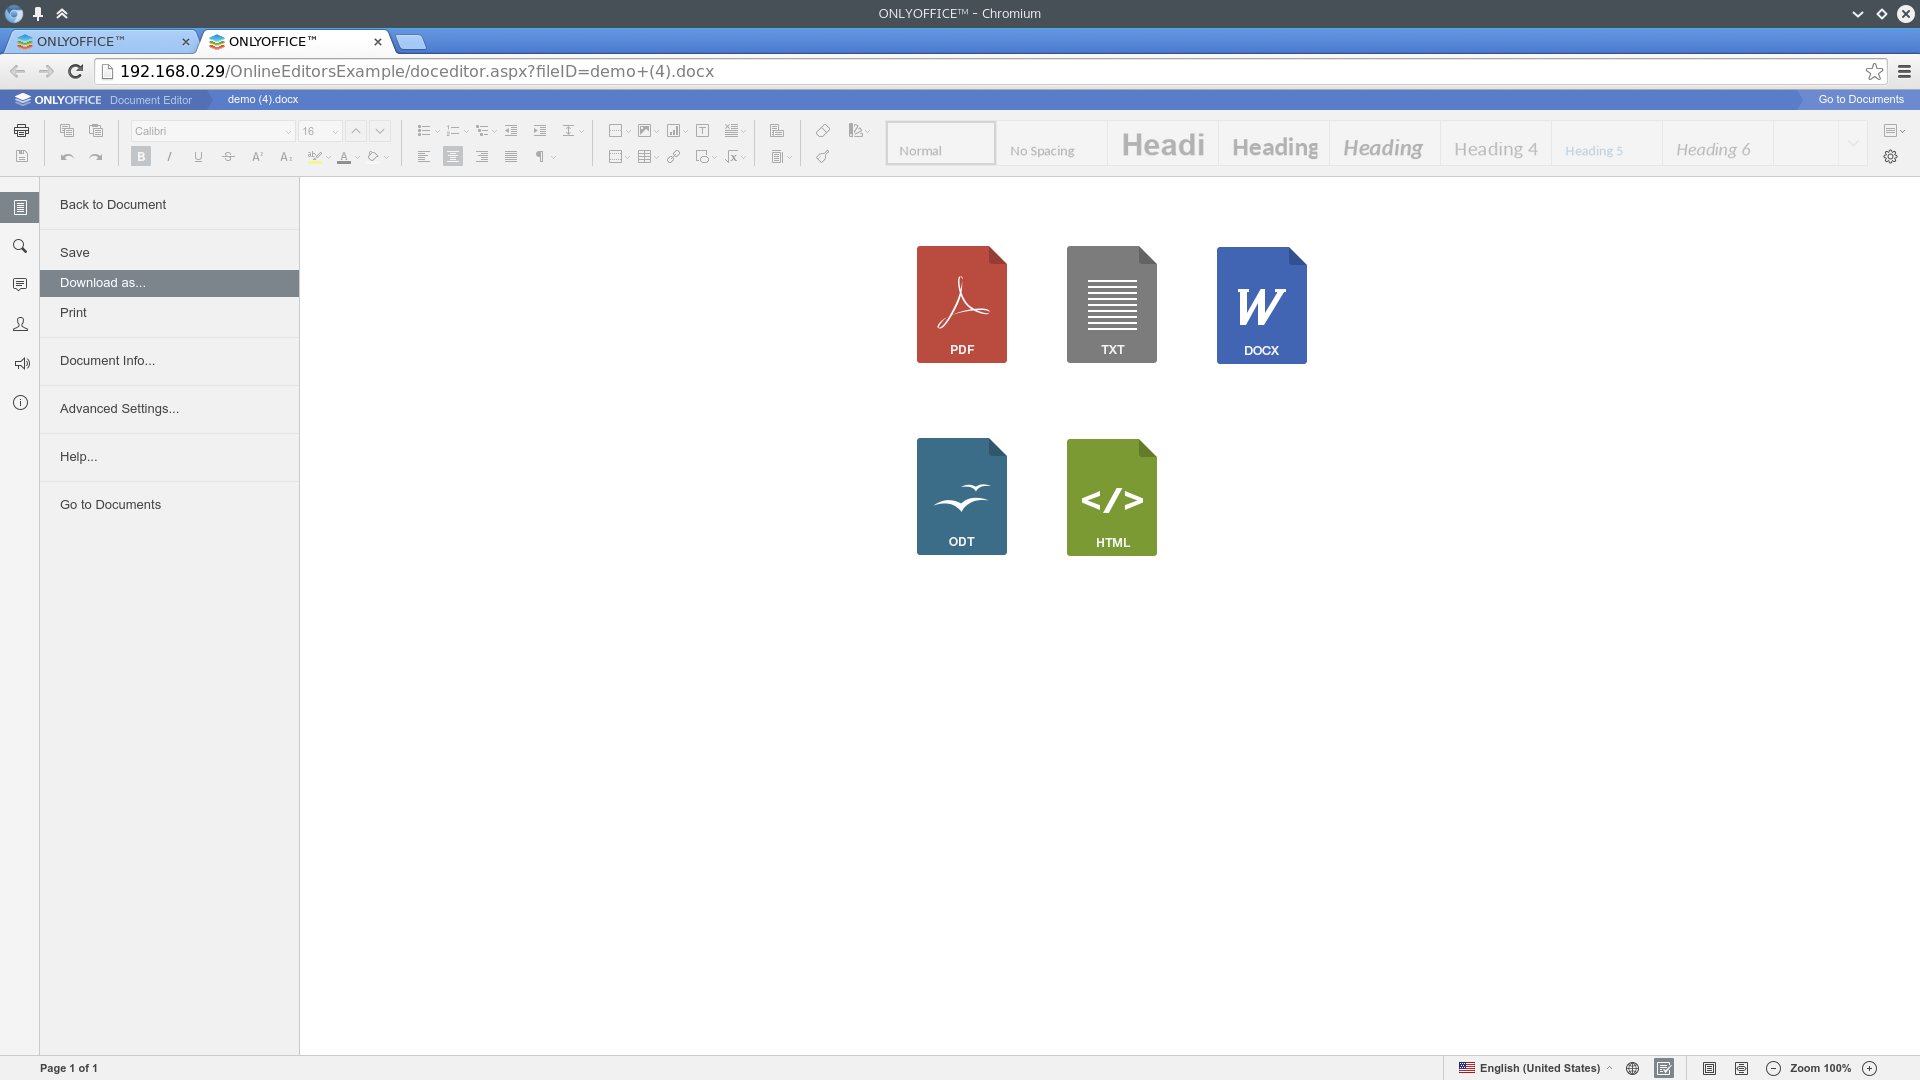 ONLYOFFICE™ - Chromium
ONLYOFFICE™
ONLYOFFICE™
192.168.0.29/OnlineEditorsExample/doceditor.aspx?fileID=demo+(4).docx
ONLYOFFICE Document Editor demo (4).docx Go to Documents
Calibri 16
Normal No Spacing Headi Heading Heading Heading 4 Heading 5 Heading 6
Back to Document
Save
Download as...
Print
Document Info...
Advanced Settings...
Help...
Go to Documents
PDF TXT DOCX
ODT HTML
Page 1 of 1 English (United States) Zoom 100%